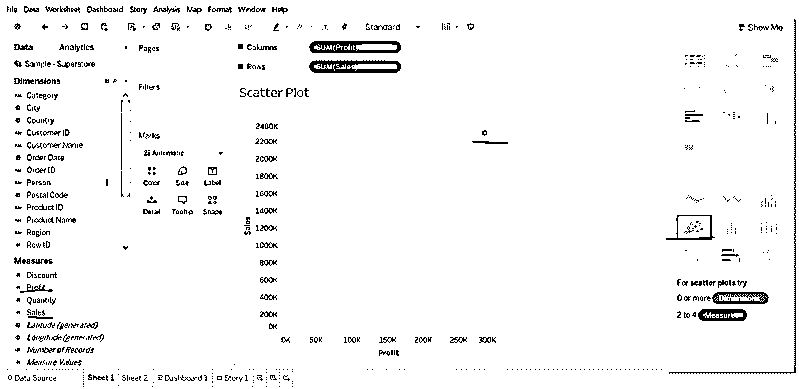 File Data Worksheet Dashboard Story Analysis Map Format Window Help
Standard
Show Me
Data Analytics
Sample - Superstore
Dimensions
Category
City
Country
Customer ID
Customer Name
Order Date
Order ID
Person
Postal Code
Product ID
Product Name
Region
Row ID
Measures
Discount
Profit
Quantity
Sales
Latitude (generated)
Longitude (generated)
Number of Records
Measure Values
Pages
Filters
Marks
Automatic
Color Size Label
Detail Tooltip Shape
Columns SUM(Profit)
Rows SUM(Sales)
Scatter Plot
2400K
2200K
2000K
1800K
1600K
1400K
1200K
1000K
800K
600K
400K
200K
0K
Sales
0K 50K 100K 150K 200K 250K 300K
Profit
For scatter plots try
0 or more Dimensions
2 to 4 Measures
Data Source Sheet 1 Sheet 2 Dashboard 1 Story 1